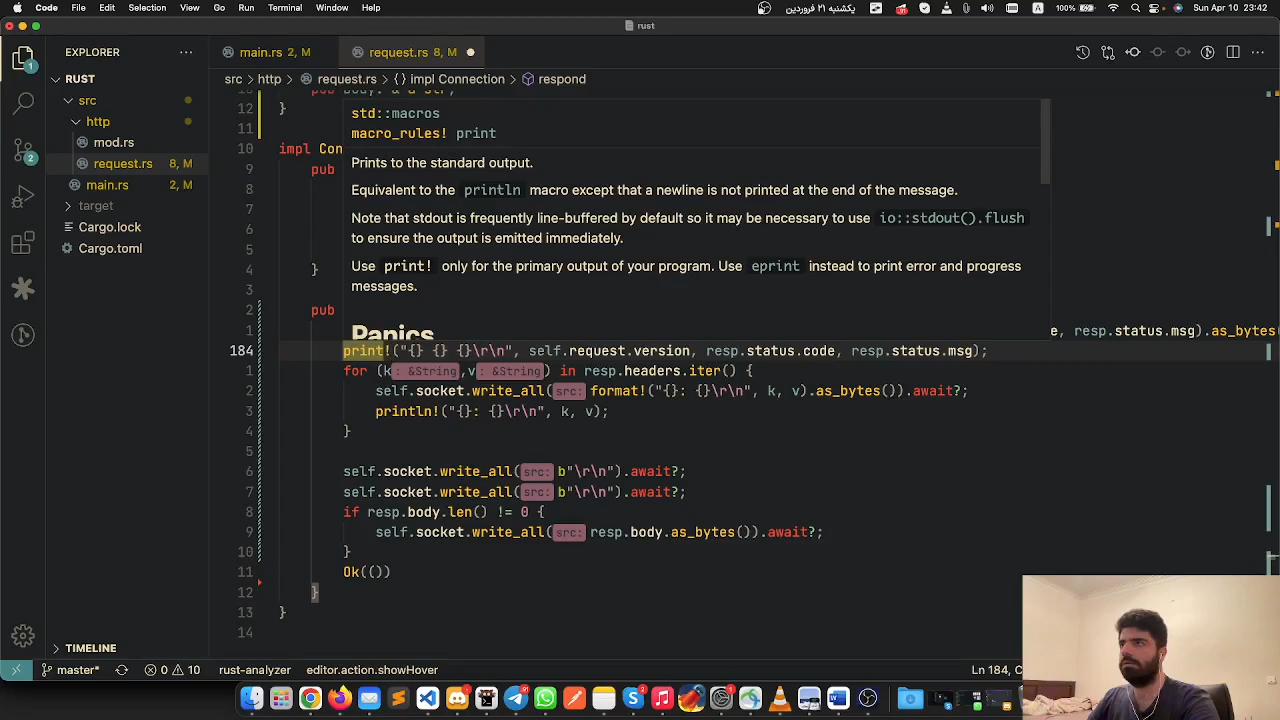 Code File Edit Selection View Go Run Terminal Window Help یکشنبه ۲۱ فروردین A 100% Sun Apr 10 23:42
rust
EXPLORER
main.rs 2, M
request.rs 8, M
RUST
src > http > request.rs > {} impl Connection > respond
src
http
mod.rs
request.rs 8, M
main.rs 2, M
target
Cargo.lock
Cargo.toml
12 }
11
10 impl Con
9 pub
8
7
6
5
4 }
3
2 pub
std::macros
macro_rules! print
Prints to the standard output.
Equivalent to the println macro except that a newline is not printed at the end of the message.
Note that stdout is frequently line-buffered by default so it may be necessary to use io::stdout().flush
to ensure the output is emitted immediately.
Use print! only for the primary output of your program. Use eprint instead to print error and progress
messages.
Panics
1 e, resp.status.msg).as_bytes(
184 print!("{} {} {}\r\n", self.request.version, resp.status.code, resp.status.msg);
1 for (k: &String,v: &String) in resp.headers.iter() {
2 self.socket.write_all(src: format!("{}: {}\r\n", k, v).as_bytes()).await?;
3 println!("{}: {}\r\n", k, v);
4 }
5
6 self.socket.write_all(src: b"\r\n").await?;
7 self.socket.write_all(src: b"\r\n").await?;
8 if resp.body.len() != 0 {
9 self.socket.write_all(src: resp.body.as_bytes()).await?;
10 }
11 Ok(())
12 }
13 }
14
TIMELINE
master* 0 10 rust-analyzer editor.action.showHover Ln 184, C